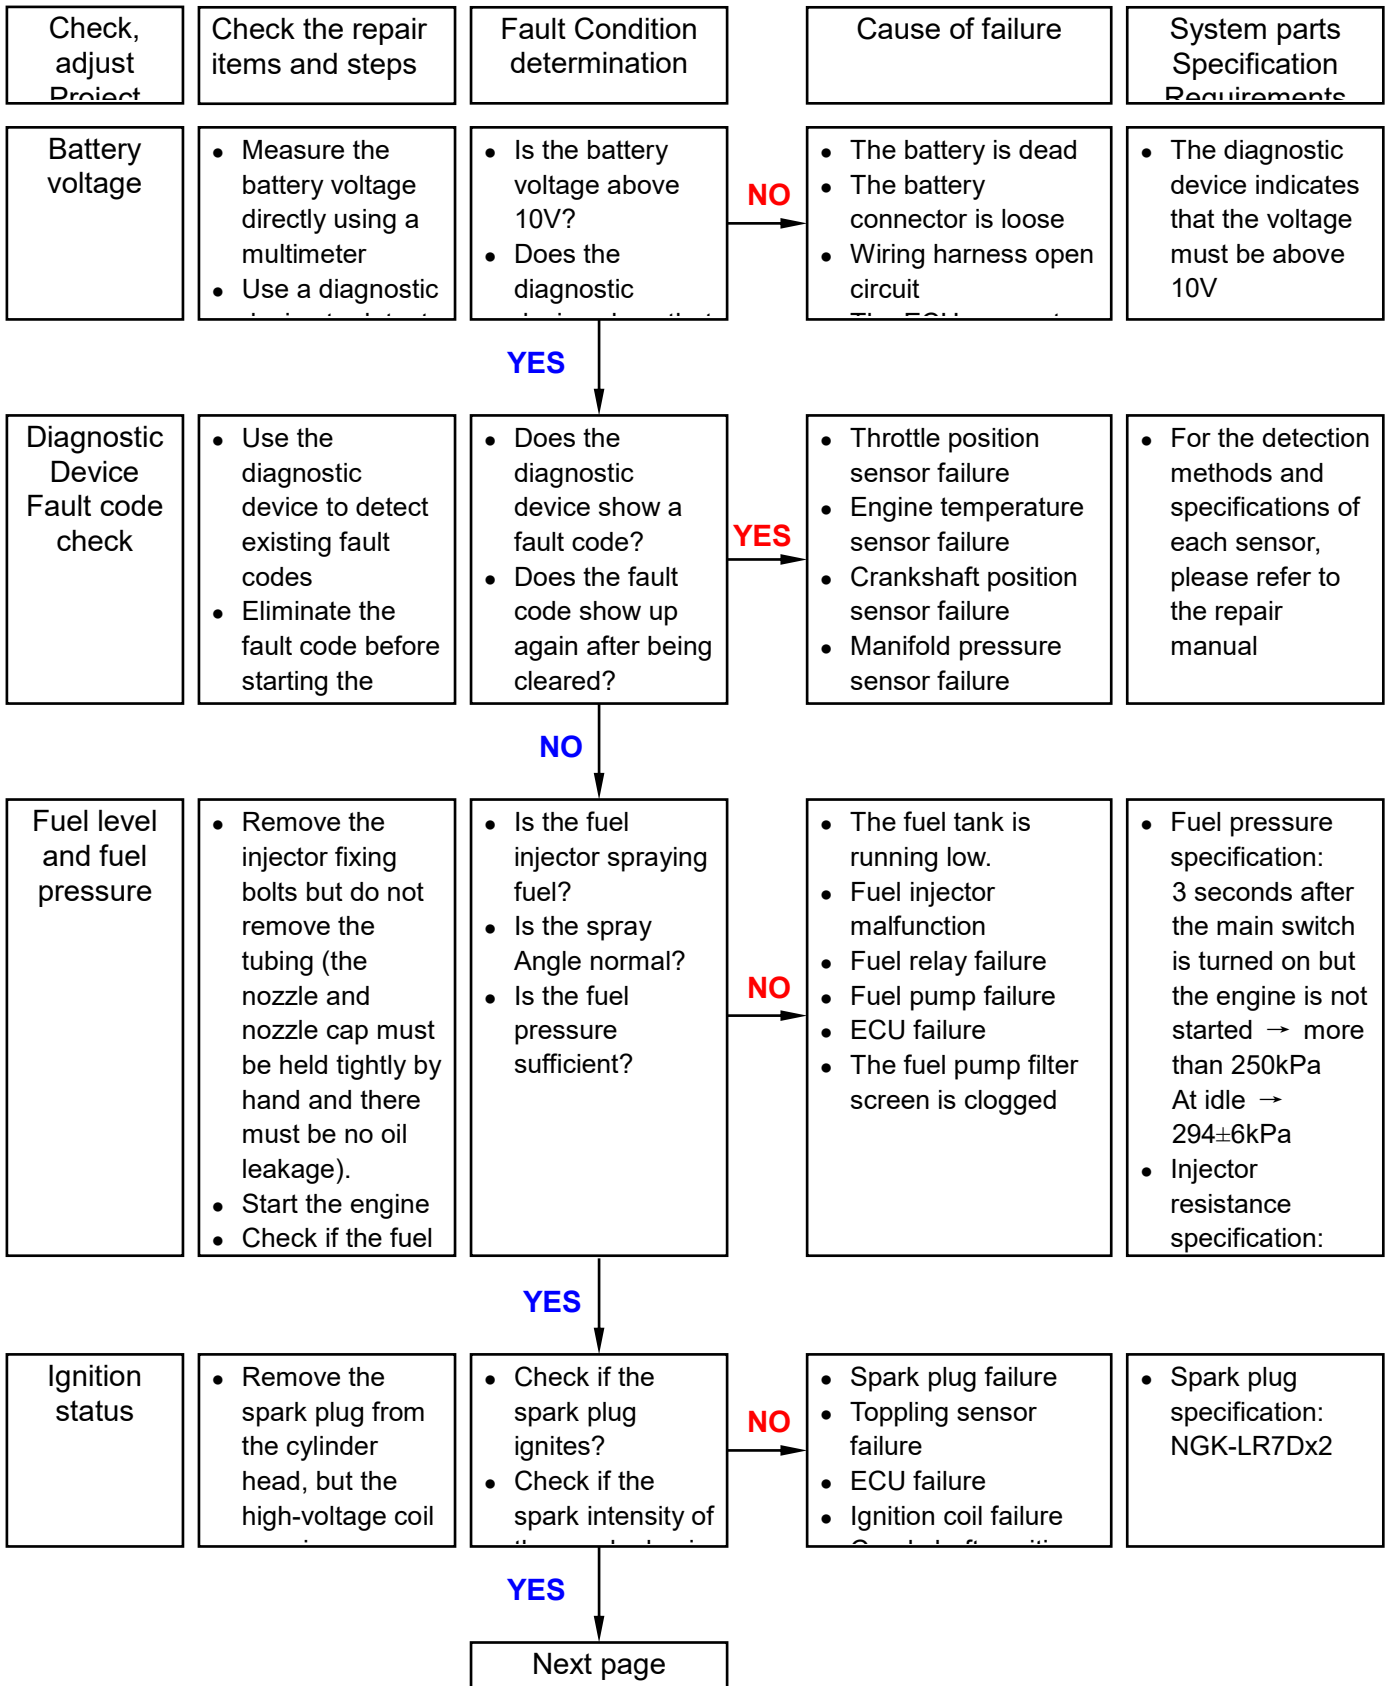 Check,
adjust
Project
Check the repair
items and steps
Fault Condition
determination
Cause of failure
System parts
Specification
Requirements
Battery
voltage
● Measure the
battery voltage
directly using a
multimeter
● Use a diagnostic
● Is the battery
voltage above
10V?
● Does the
diagnostic
NO
● The battery is dead
● The battery
connector is loose
● Wiring harness open
circuit
● The ECU
● The diagnostic
device indicates
that the voltage
must be above
10V
YES
Diagnostic
Device
Fault code
check
● Use the
diagnostic
device to detect
existing fault
codes
● Eliminate the
fault code before
starting the
● Does the
diagnostic
device show a
fault code?
● Does the fault
code show up
again after being
cleared?
YES
● Throttle position
sensor failure
● Engine temperature
sensor failure
● Crankshaft position
sensor failure
● Manifold pressure
sensor failure
● For the detection
methods and
specifications of
each sensor,
please refer to
the repair
manual
NO
Fuel level
and fuel
pressure
● Remove the
injector fixing
bolts but do not
remove the
tubing (the
nozzle and
nozzle cap must
be held tightly by
hand and there
must be no oil
leakage).
● Start the engine
● Check if the fuel
● Is the fuel
injector spraying
fuel?
● Is the spray
Angle normal?
● Is the fuel
pressure
sufficient?
NO
● The fuel tank is
running low.
● Fuel injector
malfunction
● Fuel relay failure
● Fuel pump failure
● ECU failure
● The fuel pump filter
screen is clogged
● Fuel pressure
specification:
3 seconds after
the main switch
is turned on but
the engine is not
started → more
than 250kPa
At idle →
294±6kPa
● Injector
resistance
specification:
YES
Ignition
status
● Remove the
spark plug from
the cylinder
head, but the
high-voltage coil
● Check if the
spark plug
ignites?
● Check if the
spark intensity of
NO
● Spark plug failure
● Toppling sensor
failure
● ECU failure
● Ignition coil failure
● Spark plug
specification:
NGK-LR7Dx2
YES
Next page